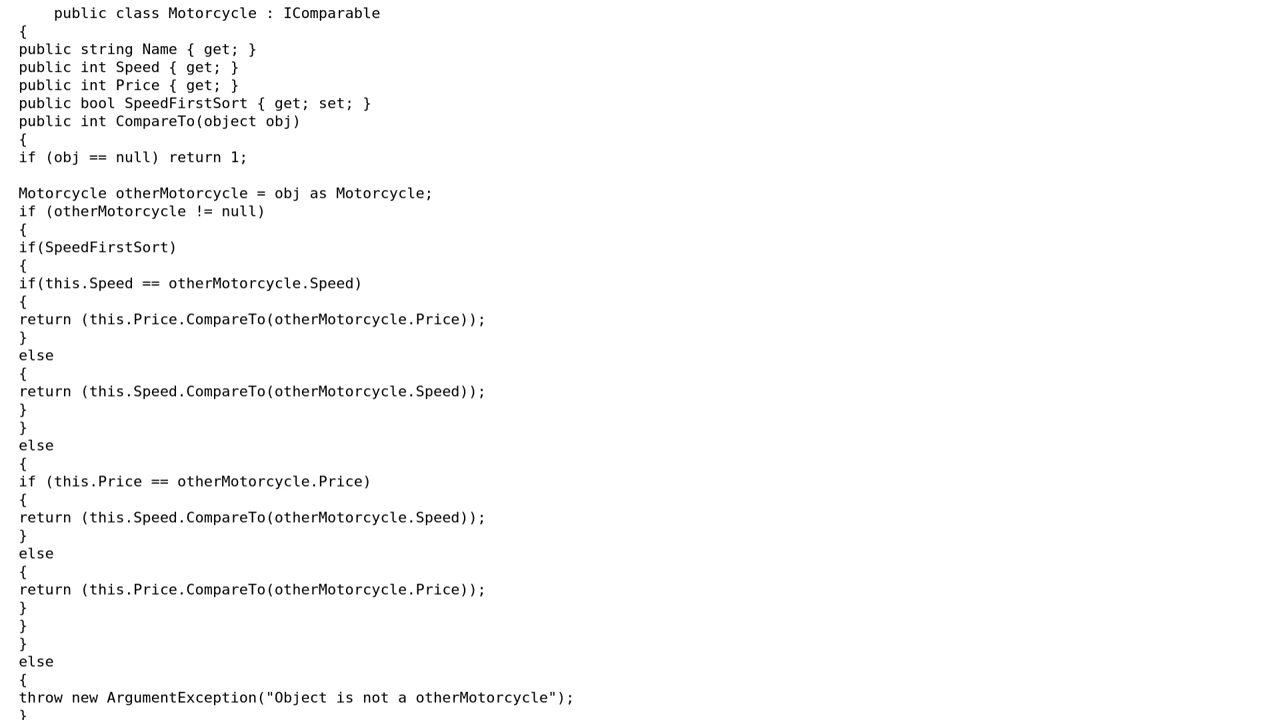 public class Motorcycle : IComparable
{
public string Name { get; }
public int Speed { get; }
public int Price { get; }
public bool SpeedFirstSort { get; set; }
public int CompareTo(object obj)
{
if (obj == null) return 1;

Motorcycle otherMotorcycle = obj as Motorcycle;
if (otherMotorcycle != null)
{
if(SpeedFirstSort)
{
if(this.Speed == otherMotorcycle.Speed)
{
return (this.Price.CompareTo(otherMotorcycle.Price));
}
else
{
return (this.Speed.CompareTo(otherMotorcycle.Speed));
}
}
else
{
if (this.Price == otherMotorcycle.Price)
{
return (this.Speed.CompareTo(otherMotorcycle.Speed));
}
else
{
return (this.Price.CompareTo(otherMotorcycle.Price));
}
}
}
else
{
throw new ArgumentException("Object is not a otherMotorcycle");
}